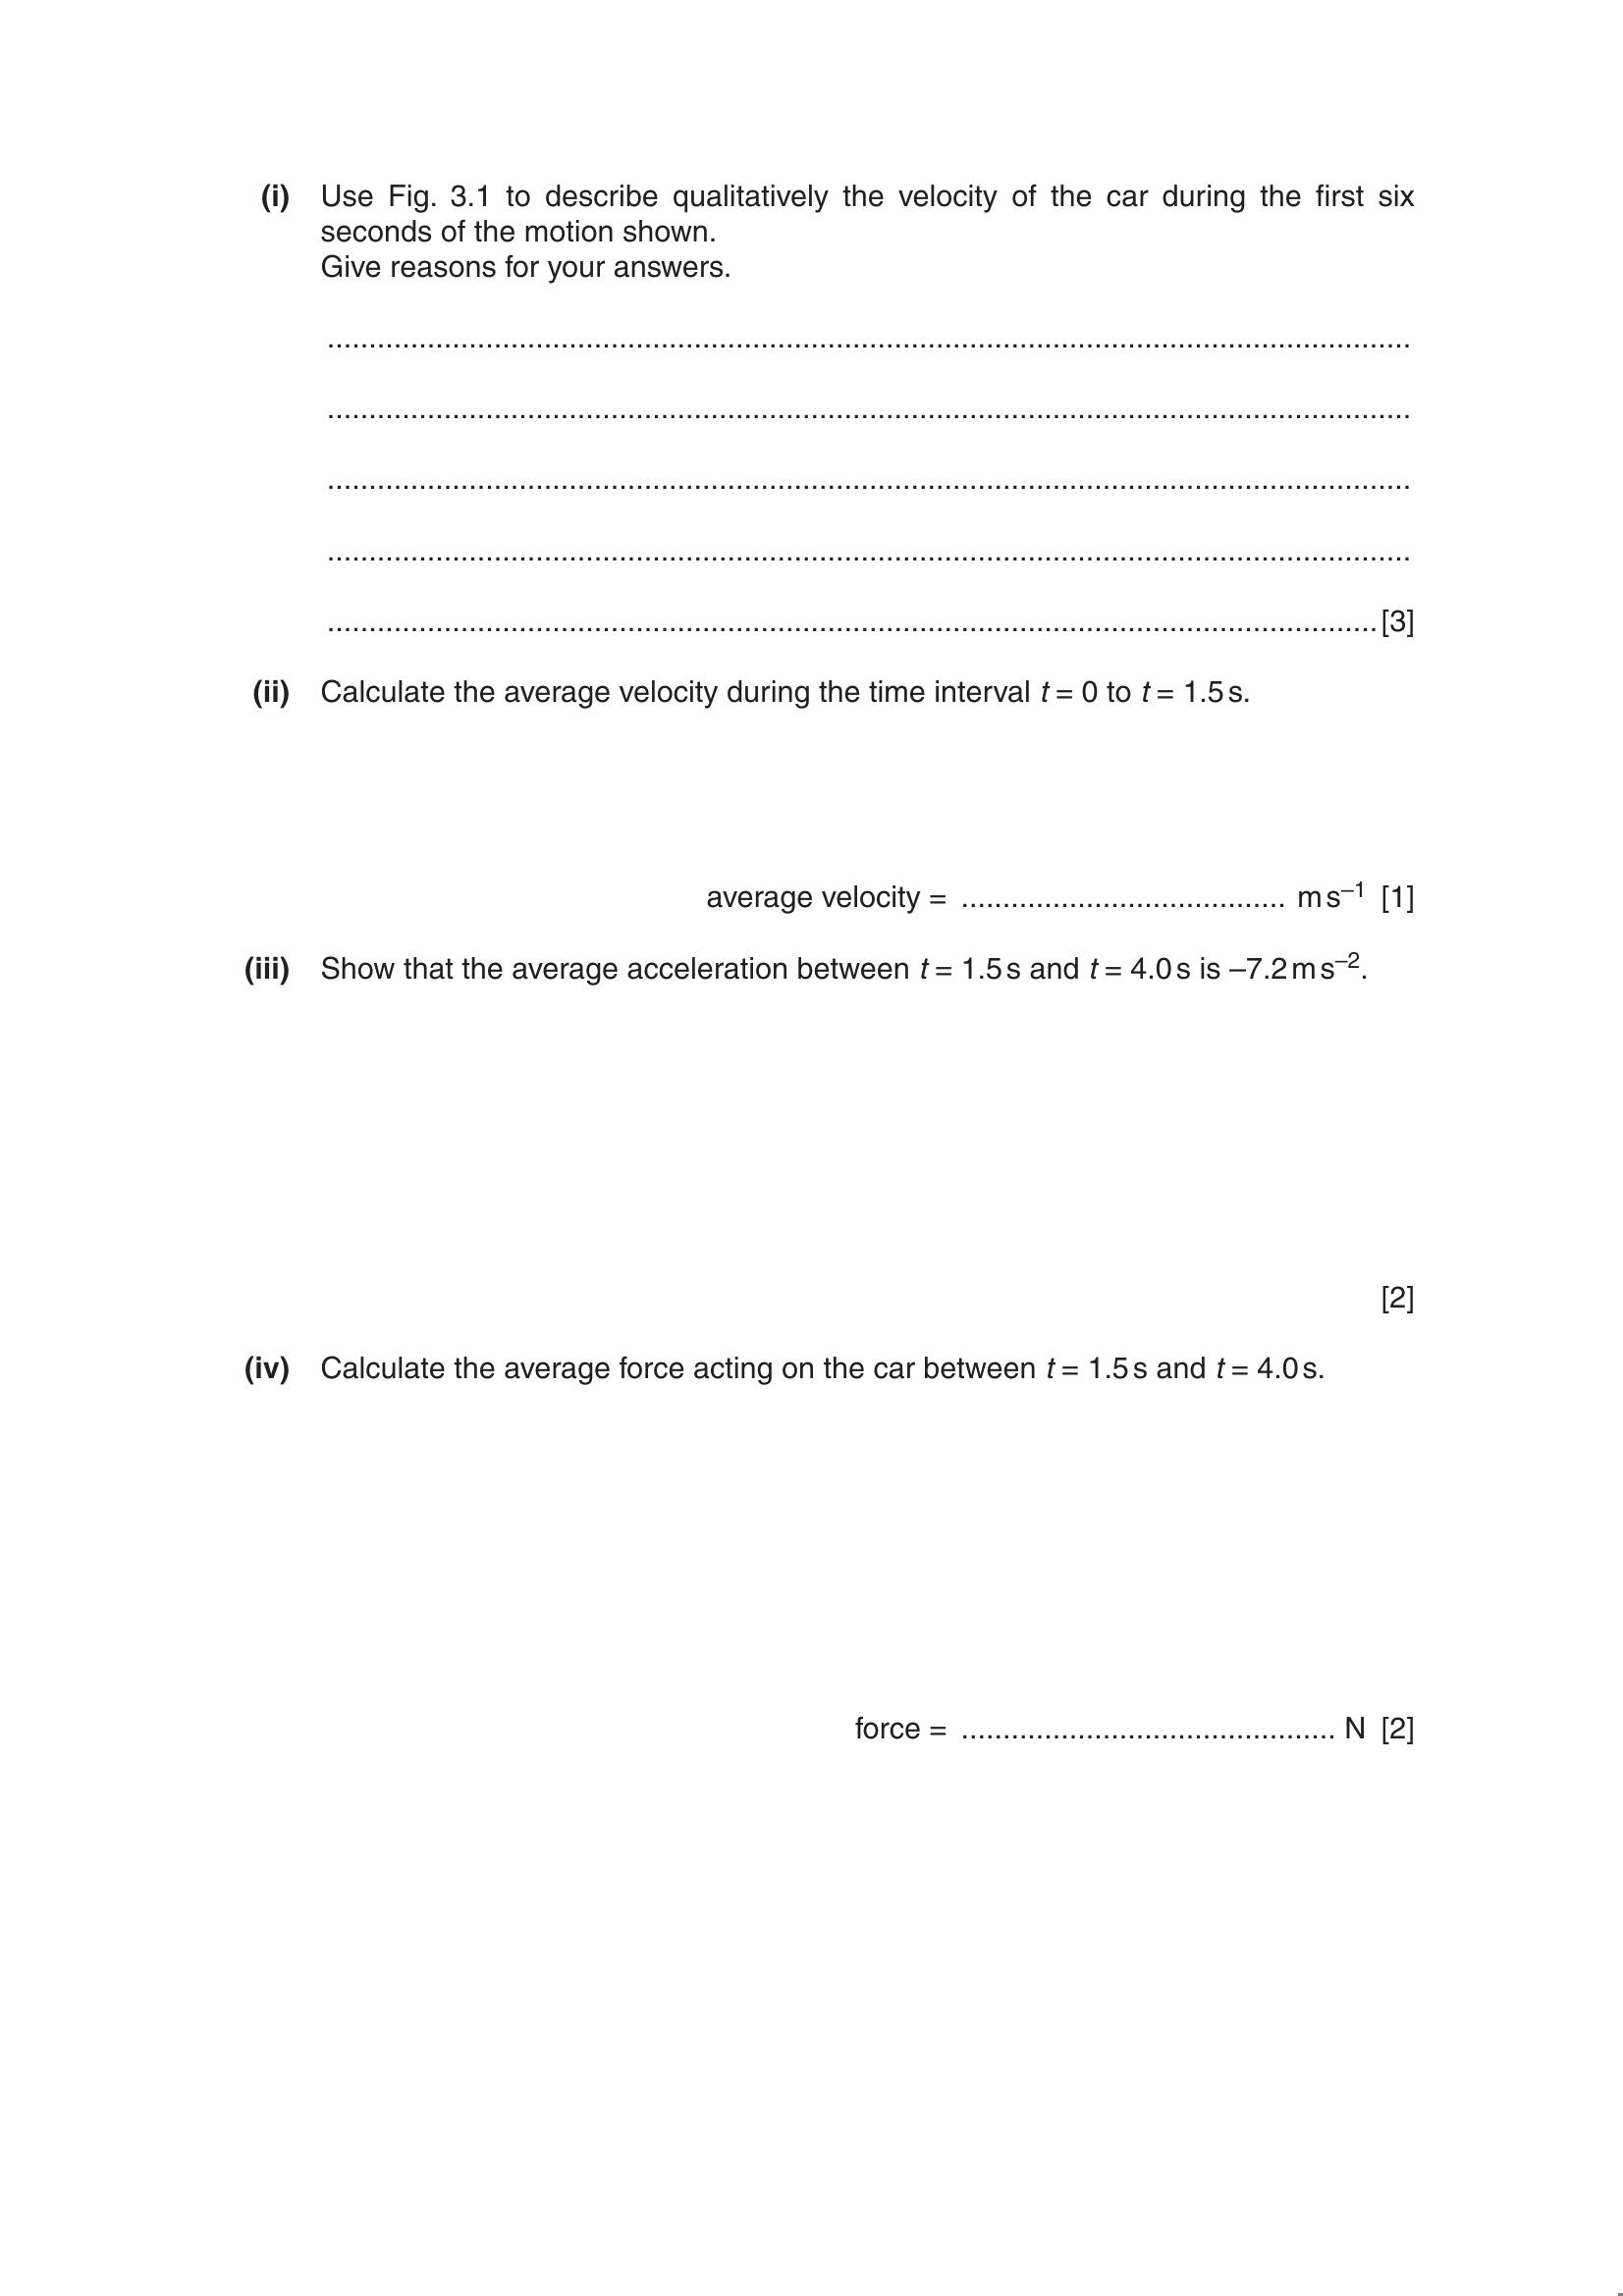 (i) Use Fig. 3.1 to describe qualitatively the velocity of the car during the first six
seconds of the motion shown.
Give reasons for your answers.
..........................................................................................................................
..........................................................................................................................
..........................................................................................................................
..........................................................................................................................
......................................................................................................................[3]
(ii) Calculate the average velocity during the time interval t = 0 to t = 1.5 s.
average velocity = ....................................... m s⁻¹ [1]
(iii) Show that the average acceleration between t = 1.5 s and t = 4.0 s is –7.2 m s⁻².
[2]
(iv) Calculate the average force acting on the car between t = 1.5 s and t = 4.0 s.
force = ............................................. N [2]